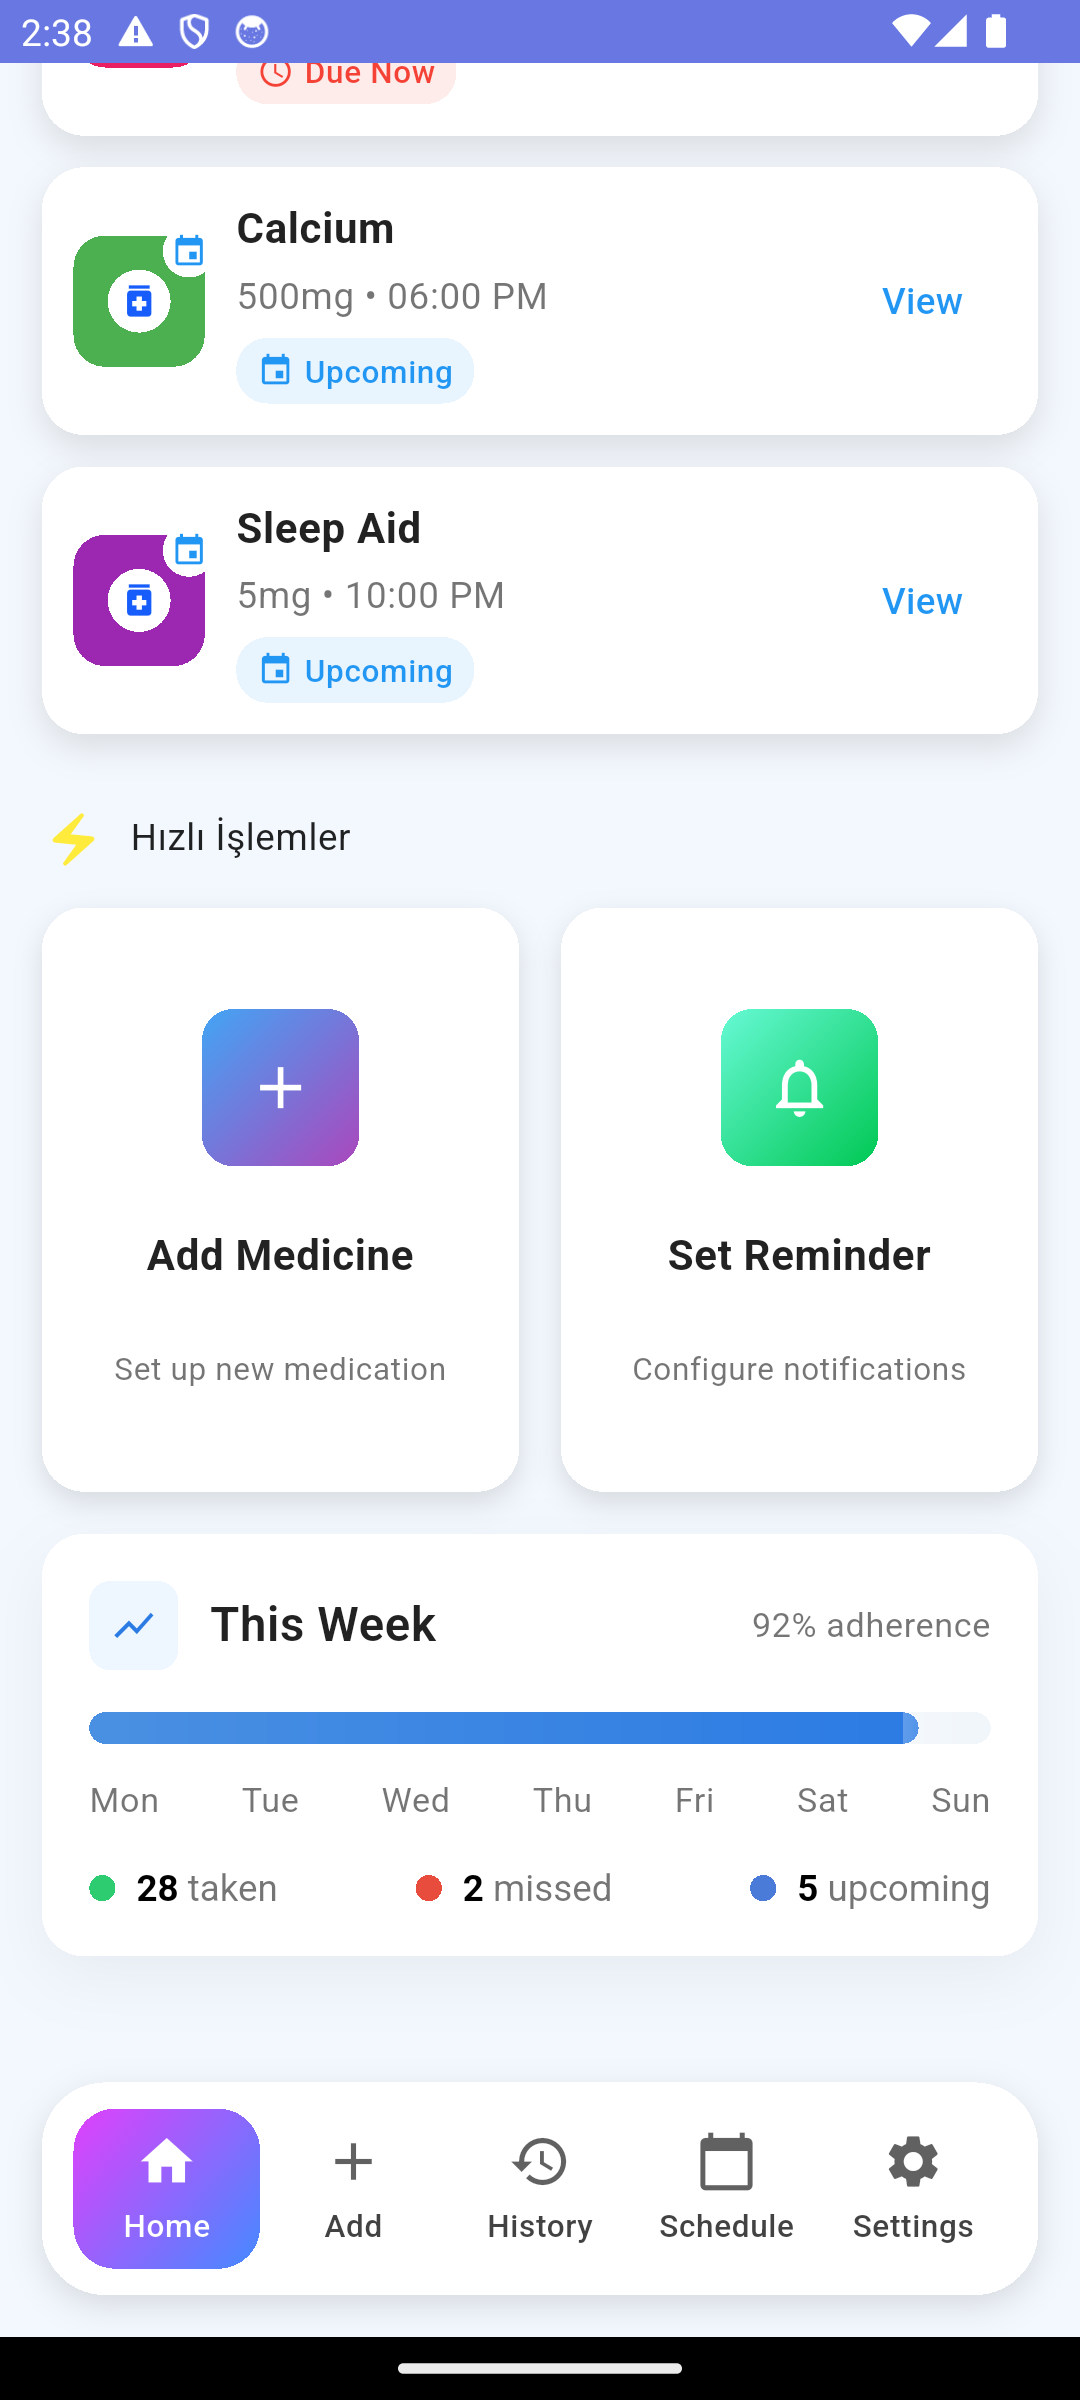 2:38
Due Now
Calcium
500mg • 06:00 PM
View
Upcoming
Sleep Aid
5mg • 10:00 PM
View
Upcoming
Hızlı İşlemler
Add Medicine
Set Reminder
Set up new medication
Configure notifications
This Week
92% adherence
Mon Tue Wed Thu Fri Sat Sun
28 taken 2 missed 5 upcoming
Home Add History Schedule Settings